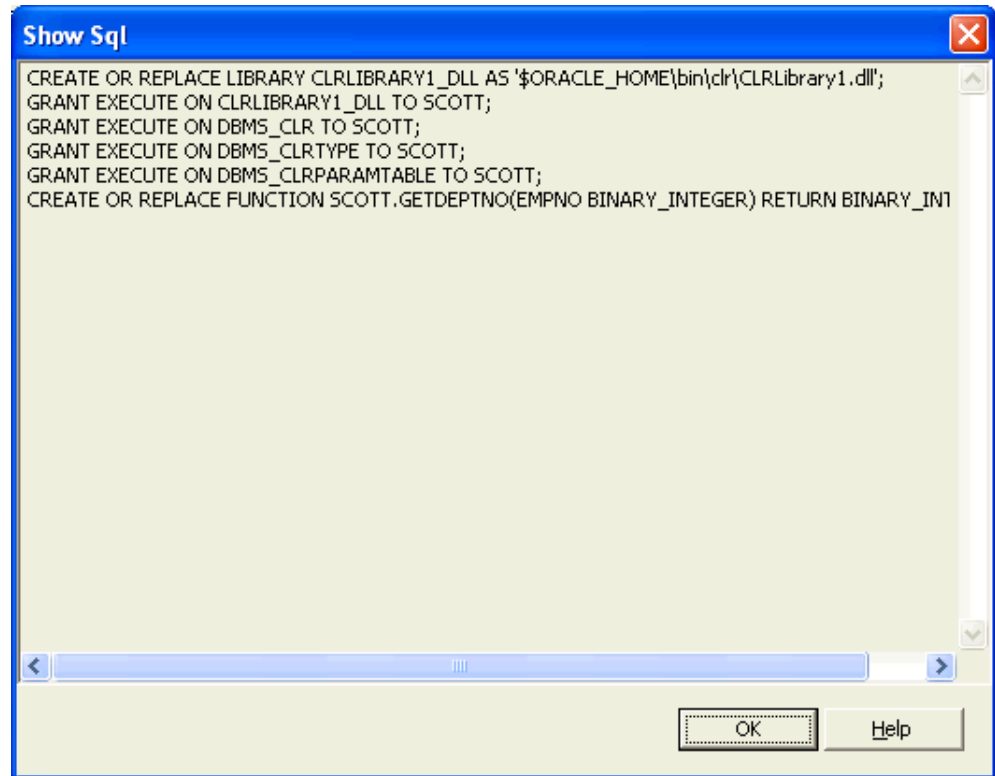 Show Sql
CREATE OR REPLACE LIBRARY CLRLIBRARY1_DLL AS '$ORACLE_HOME\bin\clr\CLRLibrary1.dll';
GRANT EXECUTE ON CLRLIBRARY1_DLL TO SCOTT;
GRANT EXECUTE ON DBMS_CLR TO SCOTT;
GRANT EXECUTE ON DBMS_CLRTYPE TO SCOTT;
GRANT EXECUTE ON DBMS_CLRPARAMTABLE TO SCOTT;
CREATE OR REPLACE FUNCTION SCOTT.GETDEPTNO(EMPNO BINARY_INTEGER) RETURN BINARY_INT
OK Help